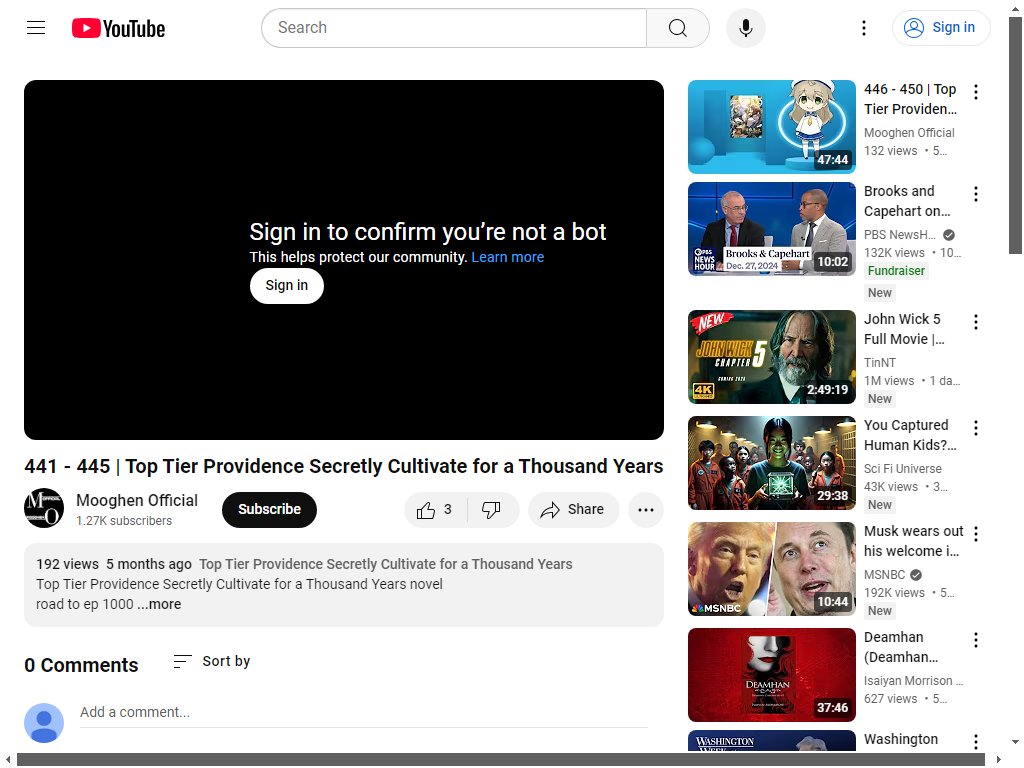 YouTube
Search
Sign in
Sign in to confirm you’re not a bot
This helps protect our community. Learn more
Sign in
441 - 445 | Top Tier Providence Secretly Cultivate for a Thousand Years
Mooghen Official
1.27K subscribers
Subscribe
3
Share
192 views 5 months ago Top Tier Providence Secretly Cultivate for a Thousand Years
Top Tier Providence Secretly Cultivate for a Thousand Years novel
road to ep 1000 ...more
0 Comments
Sort by
Add a comment...
47:44
446 - 450 | Top
Tier Providen…
Mooghen Official
132 views • 5…
PBS NEWS HOUR
Brooks & Capehart
Dec. 27, 2024
10:02
Brooks and
Capehart on…
PBS NewsH…
132K views • 10…
Fundraiser
New
NEW
JOHN WICK 5
CHAPTER
COMING 2025
4K
2:49:19
John Wick 5
Full Movie |…
TinNT
1M views • 1 da…
New
29:38
You Captured
Human Kids?…
Sci Fi Universe
43K views • 3…
New
MSNBC
10:44
Musk wears out
his welcome i…
MSNBC
192K views • 5…
New
DEAMHAN
37:46
Deamhan
(Deamhan…
Isaiyan Morrison …
627 views • 5…
WASHINGTON
Washington